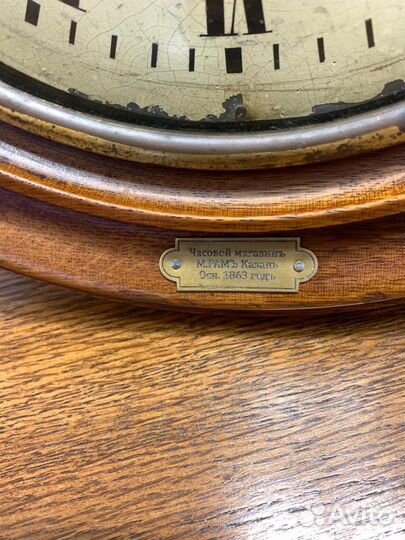 Часовой магазинъ
М.РАМЪ Казань
Осн. 1863 годъ
Avito